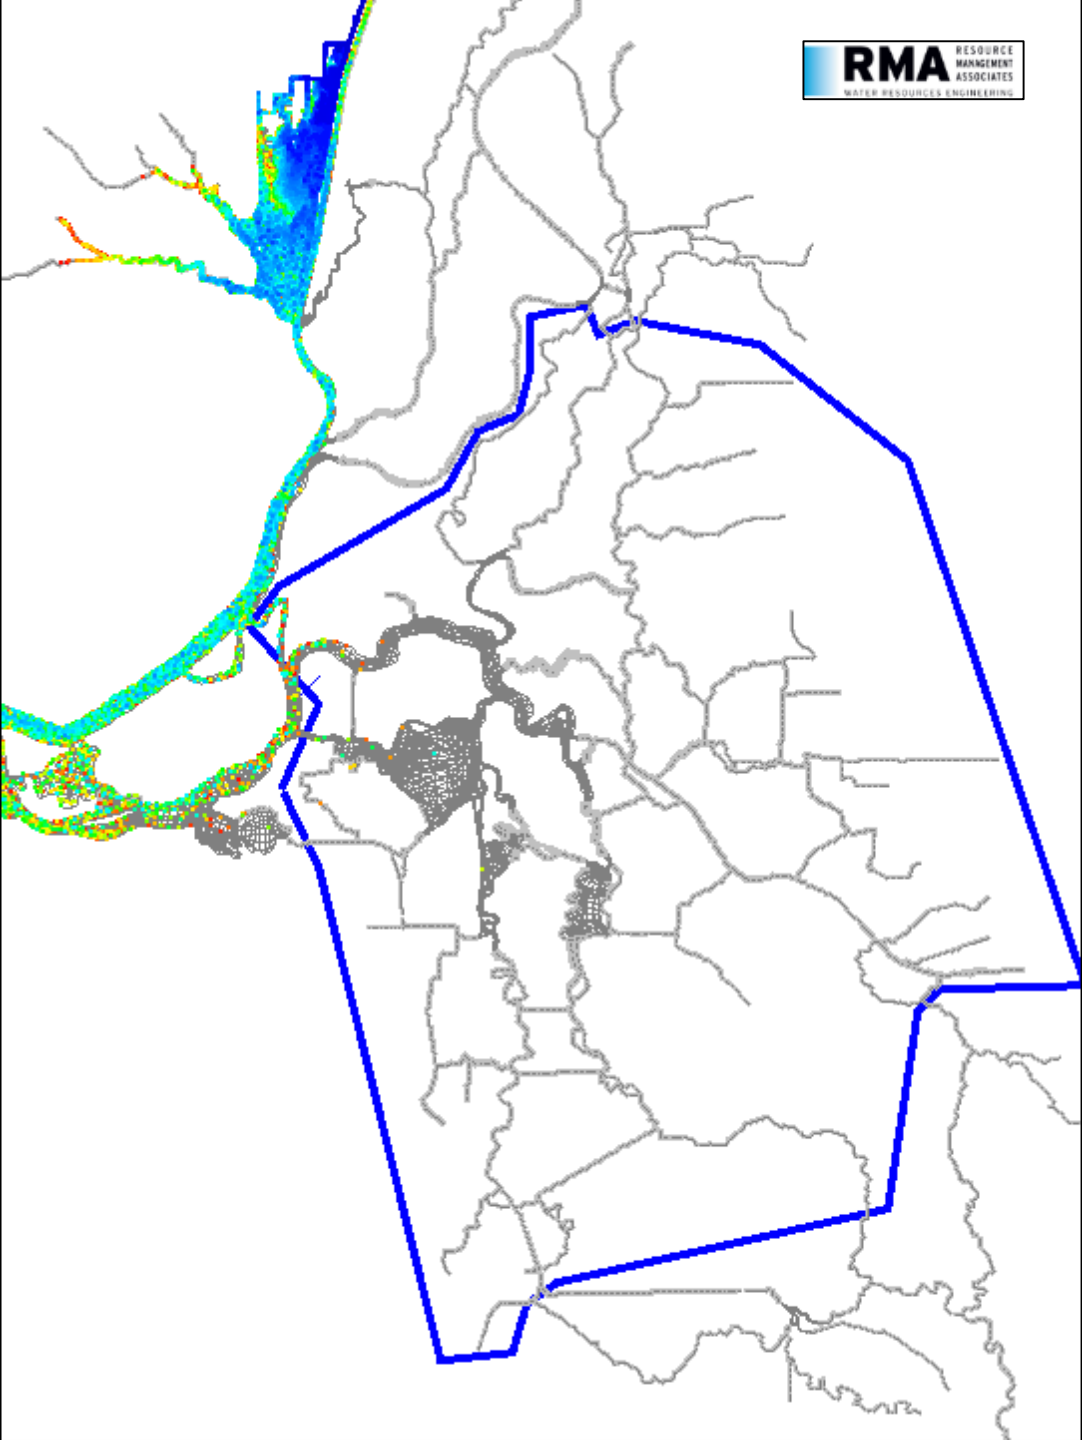 RMA
RESOURCE
MANAGEMENT
ASSOCIATES
WATER RESOURCES ENGINEERING